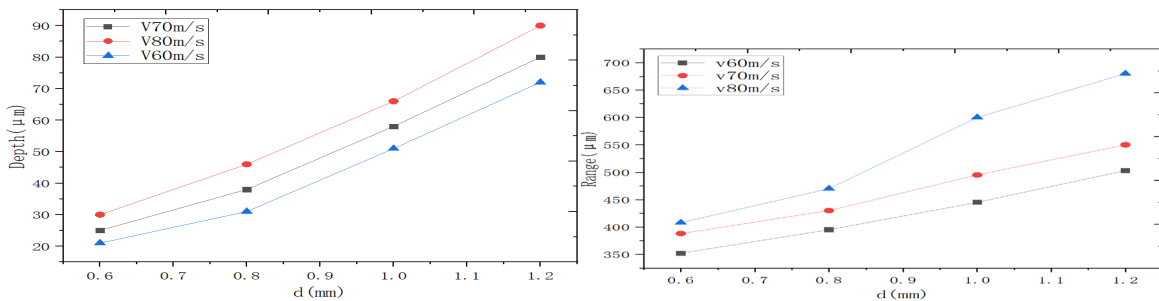 V70m/s
V80m/s
V60m/s
90
80
70
60
50
40
30
20
Depth(μm)
0.6 0.7 0.8 0.9 1.0 1.1 1.2
d(mm)
v60m/s
v70m/s
v80m/s
700
650
600
550
500
450
400
350
Range(μm)
0.6 0.7 0.8 0.9 1.0 1.1 1.2
d(mm)